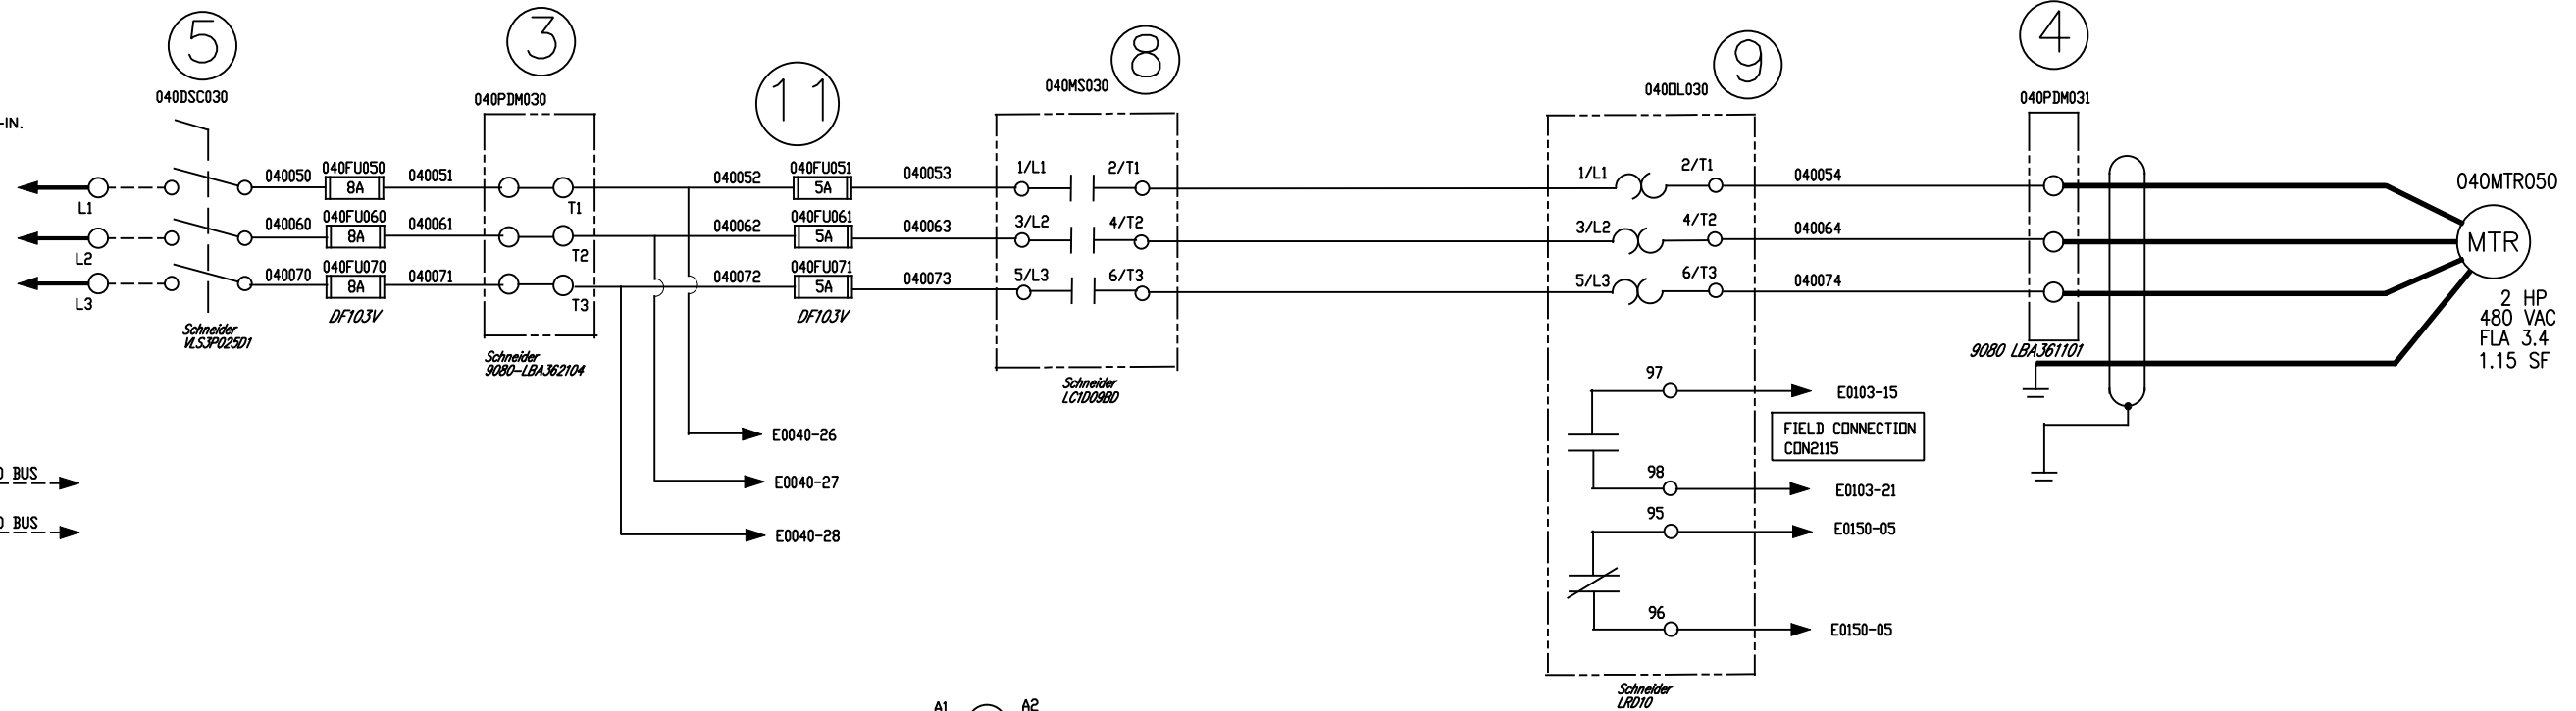 5
3
11
8
9
4
040DSC030
040PDM030
040MS030
040OL030
040PDM031
-IN.
040050
040FU050
8A
040051
040052
040FU051
5A
040053
1/L1
2/T1
1/L1
2/T1
040054
040MTR050
L1
T1
040060
040FU060
8A
040061
040062
040FU061
5A
040063
3/L2
4/T2
3/L2
4/T2
040064
MTR
L2
T2
040070
040FU070
8A
040071
040072
040FU071
5A
040073
5/L3
6/T3
5/L3
6/T3
040074
L3
T3
DF103V
DF103V
2 HP
480 VAC
FLA 3.4
1.15 SF
Schneider
VLS3P025D1
Schneider
9080-LBA362104
Schneider
LC1D09BD
9080 LBA361101
97
E0103-15
FIELD CONNECTION
CON2115
98
E0103-21
95
E0150-05
96
E0150-05
E0040-26
E0040-27
E0040-28
BUS
BUS
Schneider
LRD10
A1
A2